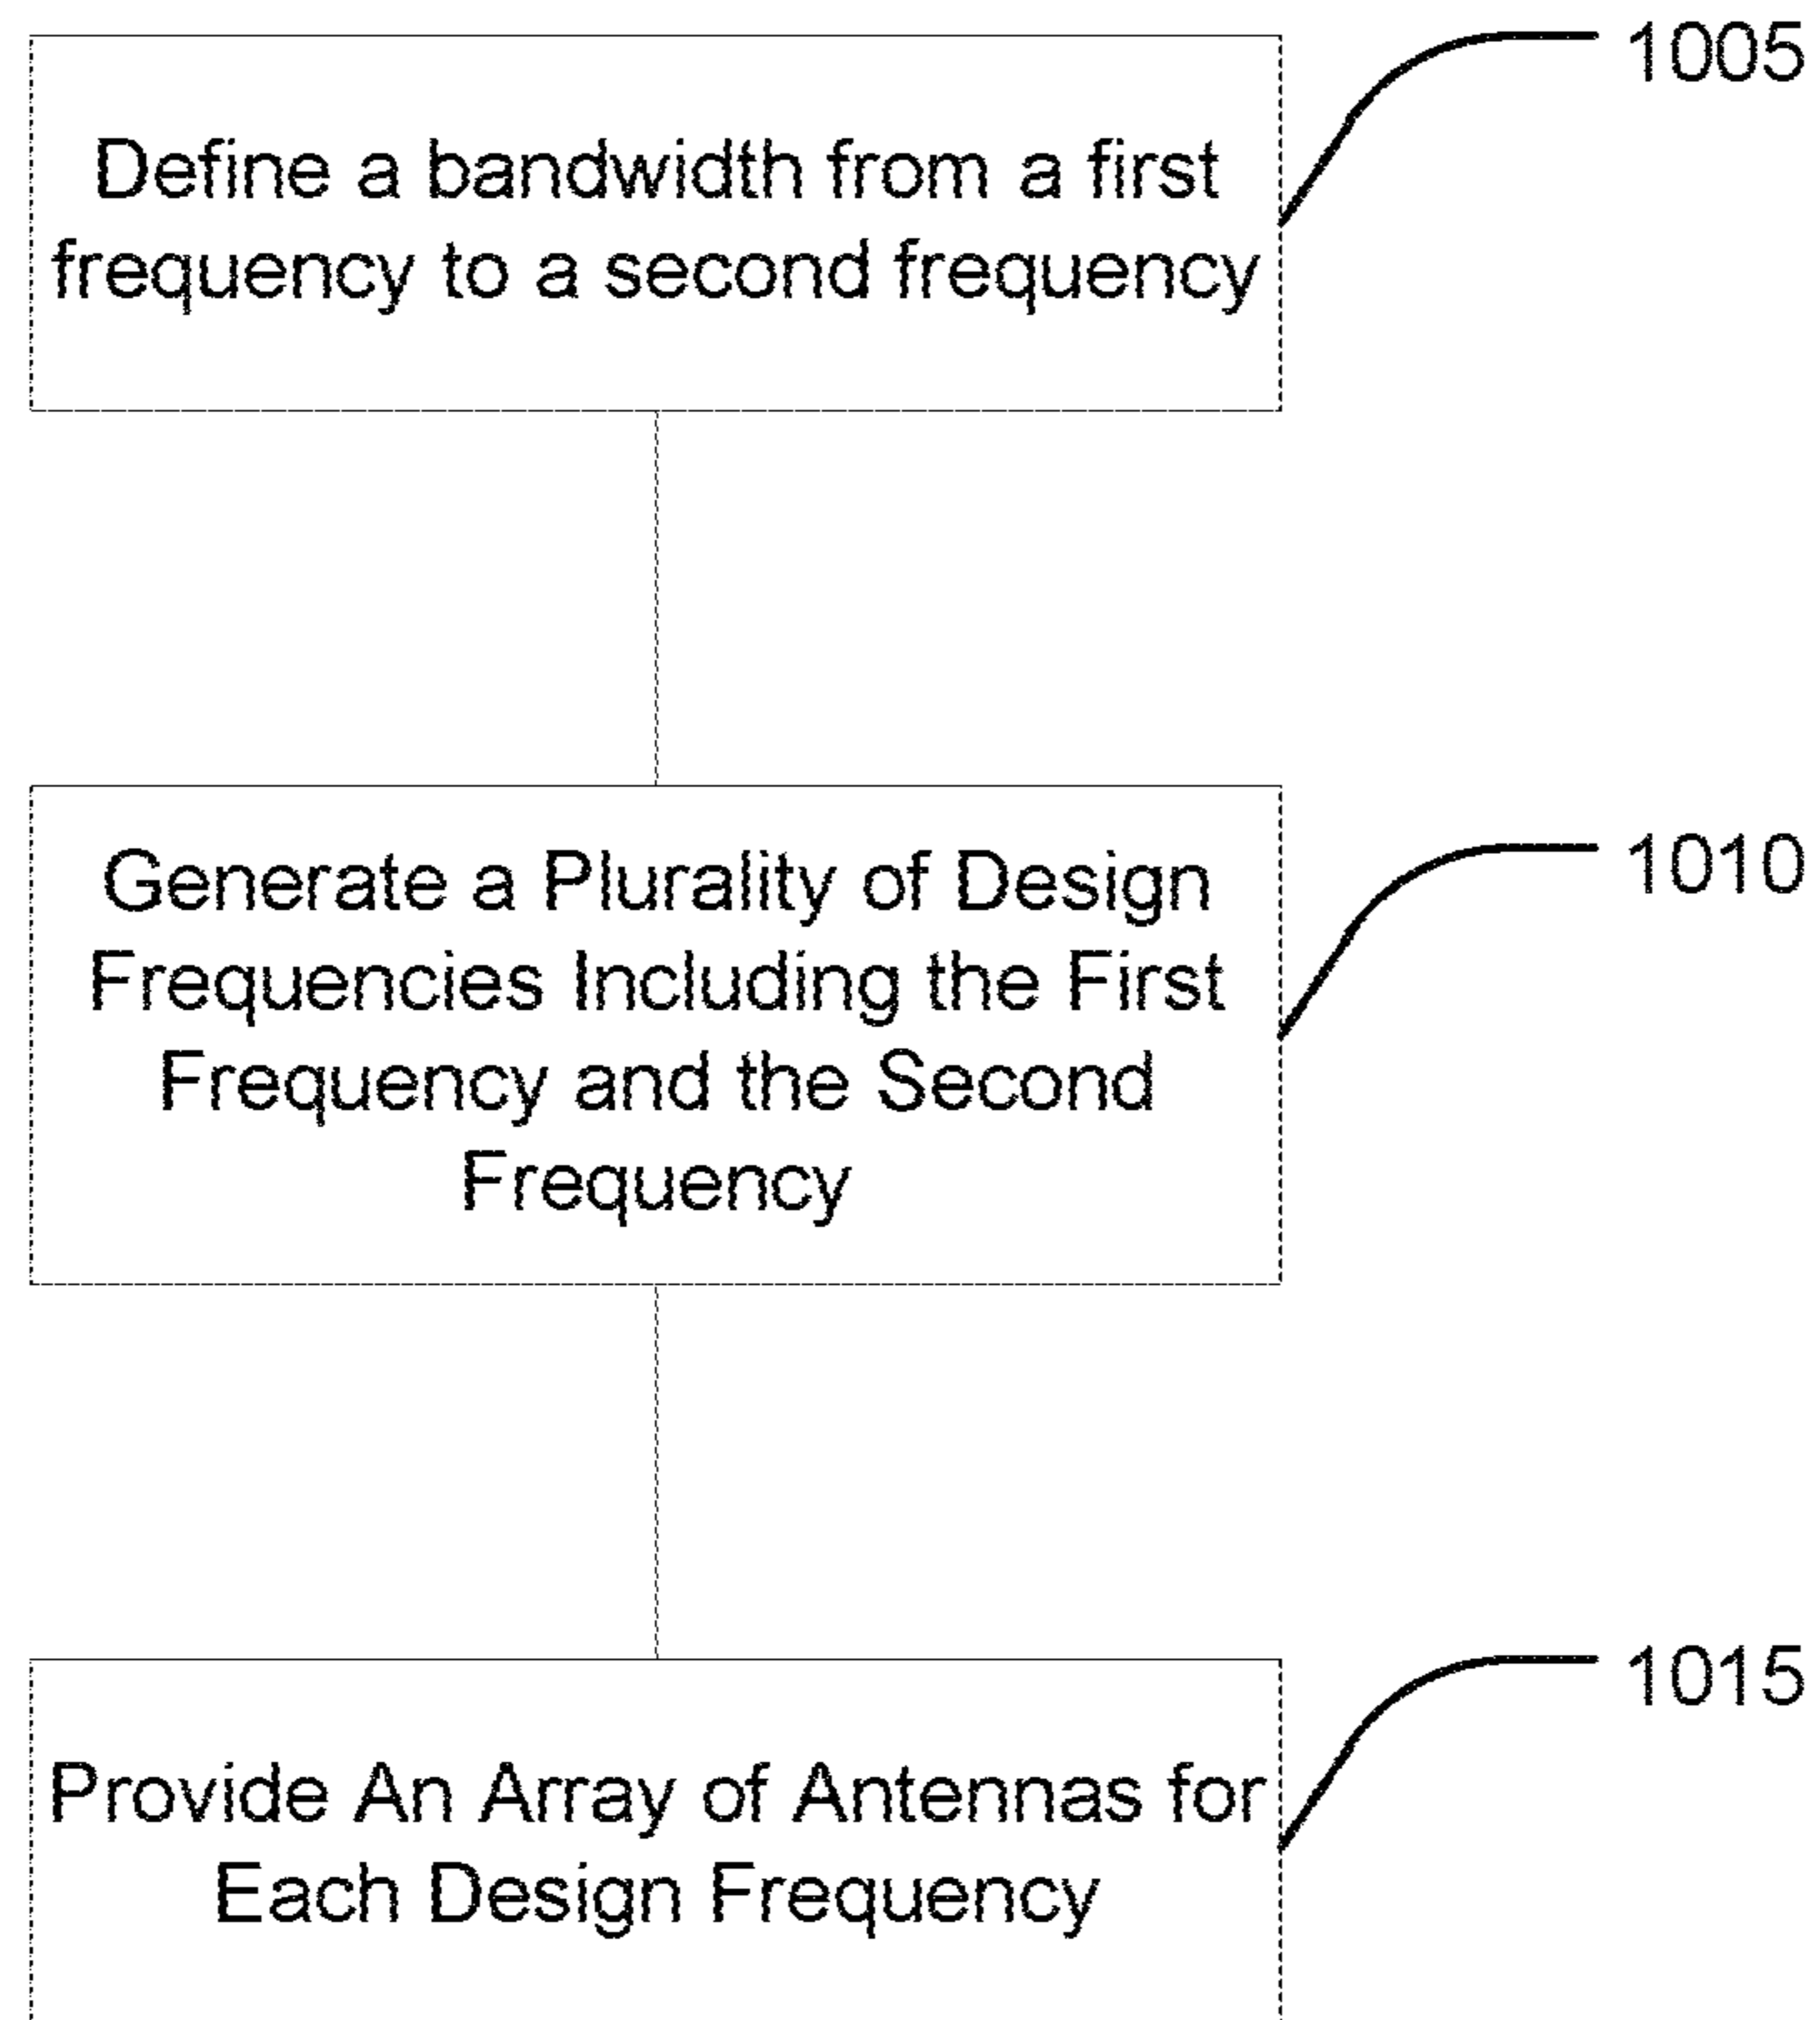 1005
Define a bandwidth from a first
frequency to a second frequency
1010
Generate a Plurality of Design
Frequencies Including the First
Frequency and the Second
Frequency
1015
Provide An Array of Antennas for
Each Design Frequency